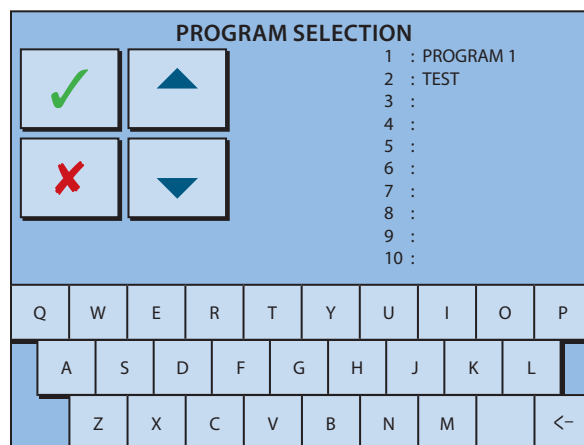 PROGRAM SELECTION
1 : PROGRAM 1
2 : TEST
3 :
4 :
5 :
6 :
7 :
8 :
9 :
10 :
Q W E R T Y U I O P
A S D F G H J K L
Z X C V B N M <–